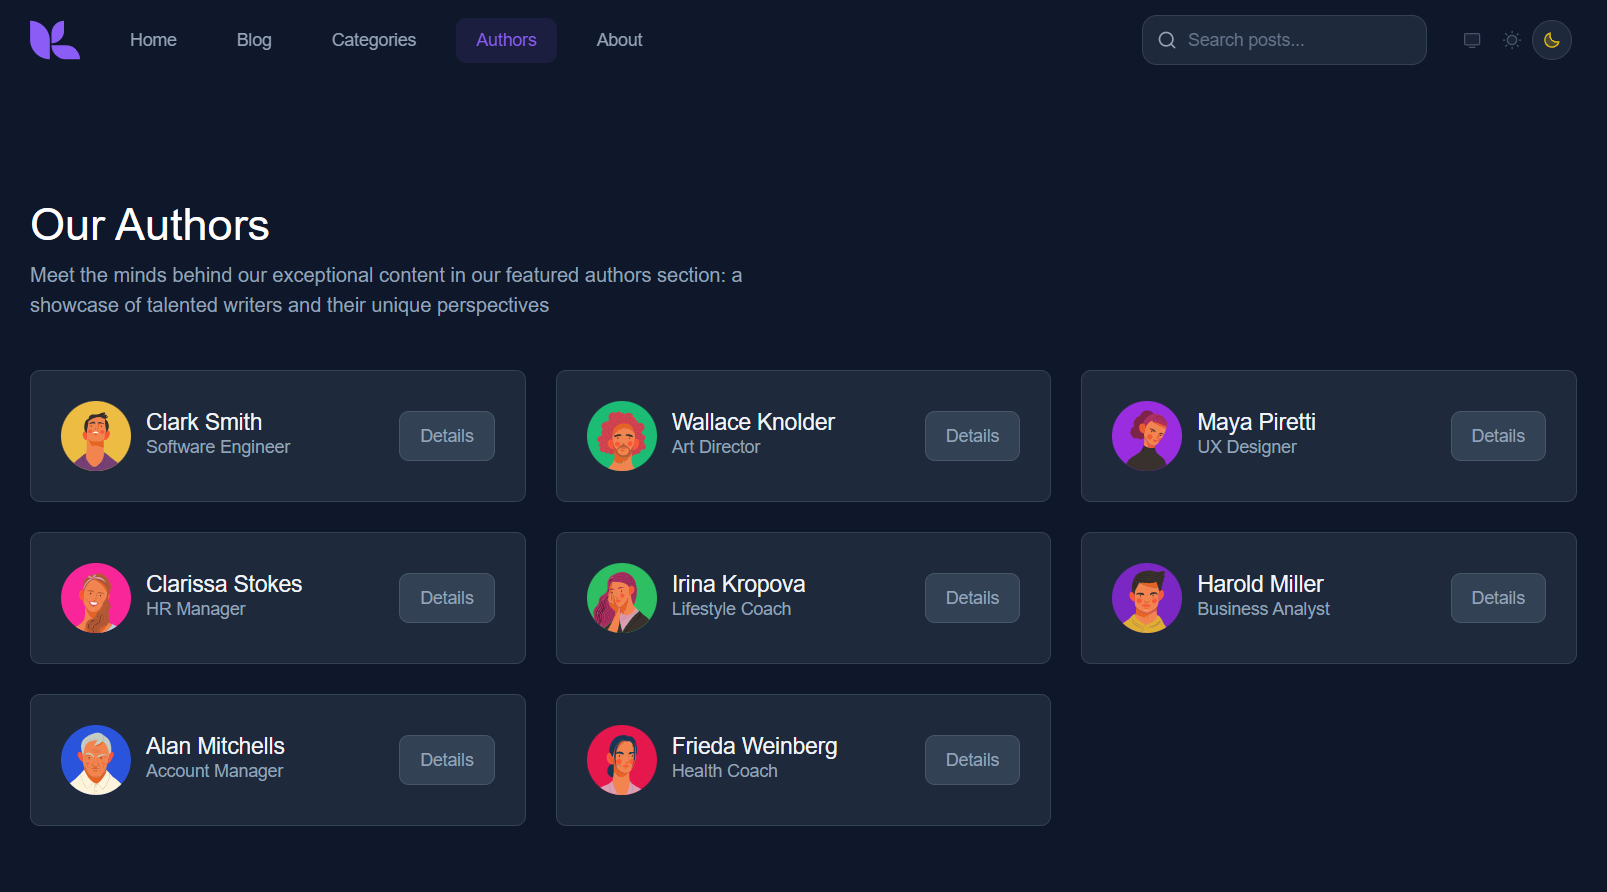 Home
Blog
Categories
Authors
About
Search posts...
Our Authors
Meet the minds behind our exceptional content in our featured authors section: a
showcase of talented writers and their unique perspectives
Clark Smith
Software Engineer
Details
Wallace Knolder
Art Director
Details
Maya Piretti
UX Designer
Details
Clarissa Stokes
HR Manager
Details
Irina Kropova
Lifestyle Coach
Details
Harold Miller
Business Analyst
Details
Alan Mitchells
Account Manager
Details
Frieda Weinberg
Health Coach
Details